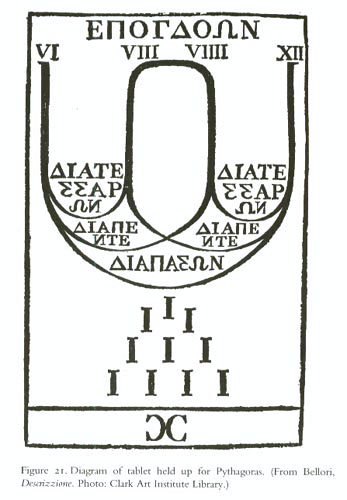 ΕΠΟΓΔΟΩΝ
VI VIII VIIII XII
ΔΙΑΤΕ ΔΙΑΤΕ
ΣΣΑΡ ΣΣΑΡ
ΩΝ ΩΝ
ΔΙΑΠΕ ΔΙΑΠΕ
ΝΤΕ ΝΤΕ
ΔΙΑΠΑΣΩΝ
I
I I
I I I
I I I I
ƆC
Figure 21. Diagram of tablet held up for Pythagoras. (From Bellori,
Descrizzione. Photo: Clark Art Institute Library.)